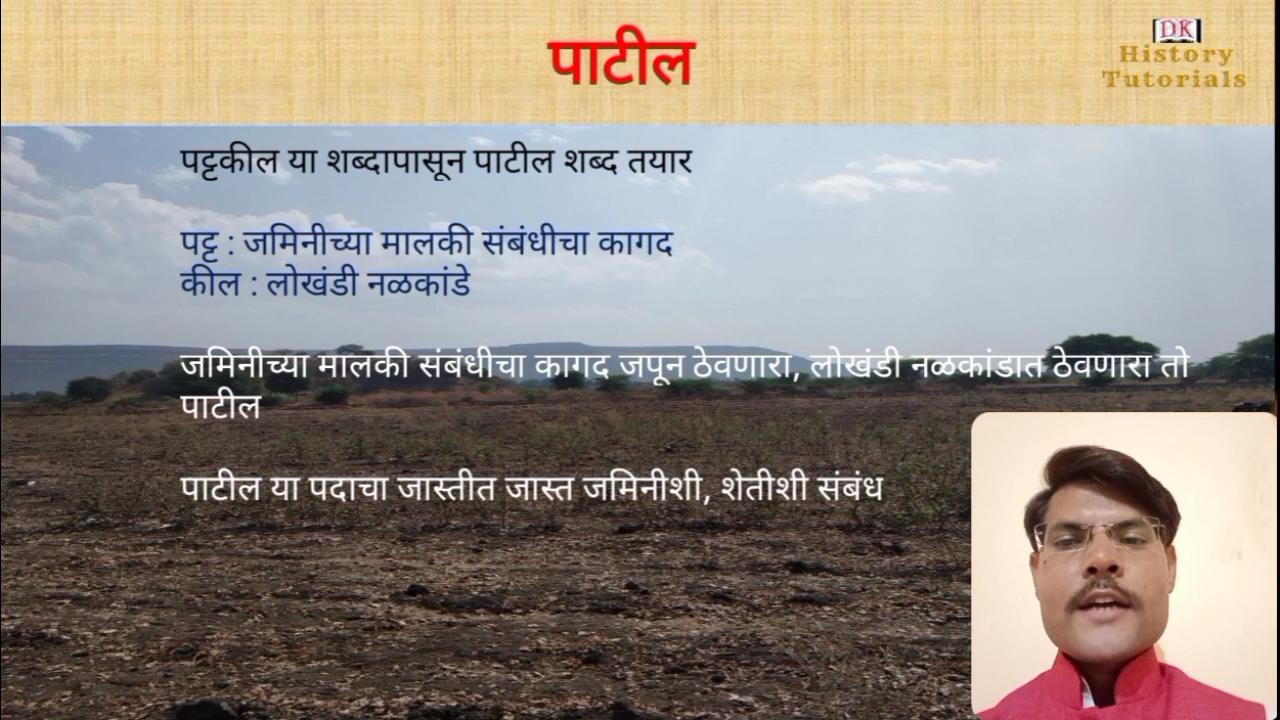 पाटील
DK
History
Tutorials
पट्टकील या शब्दापासून पाटील शब्द तयार
पट्ट : जमिनीच्या मालकी संबंधीचा कागद
कील : लोखंडी नळकांडे
जमिनीच्या मालकी संबंधीचा कागद जपून ठेवणारा, लोखंडी नळकांडात ठेवणारा तो
पाटील
पाटील या पदाचा जास्तीत जास्त जमिनीशी, शेतीशी संबंध